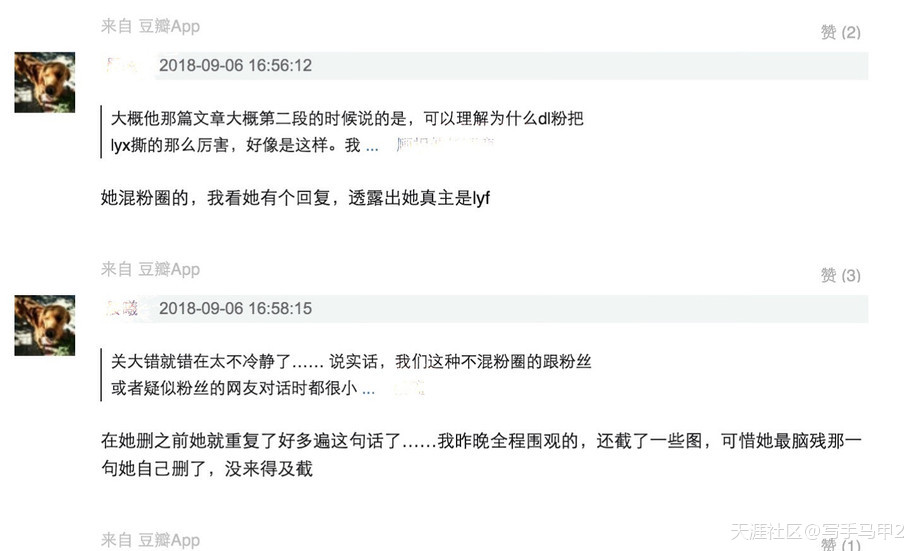 来自 豆瓣App
赞 (2)
2018-09-06 16:56:12
大概他那篇文章大概第二段的时候说的是，可以理解为什么dl粉把
lyx撕的那么厉害，好像是这样。我 ...
她混粉圈的，我看她有个回复，透露出她真主是lyf
来自 豆瓣App
赞 (3)
曦 2018-09-06 16:58:15
关大错就错在太不冷静了…… 说实话，我们这种不混粉圈的跟粉丝
或者疑似粉丝的网友对话时都很小 ...
在她删之前她就重复了好多遍这句话了……我昨晚全程围观的，还截了一些图，可惜她最脑残那一
句她自己删了，没来得及截
来自 豆瓣App
赞 (1)
天涯社区@写手马甲2